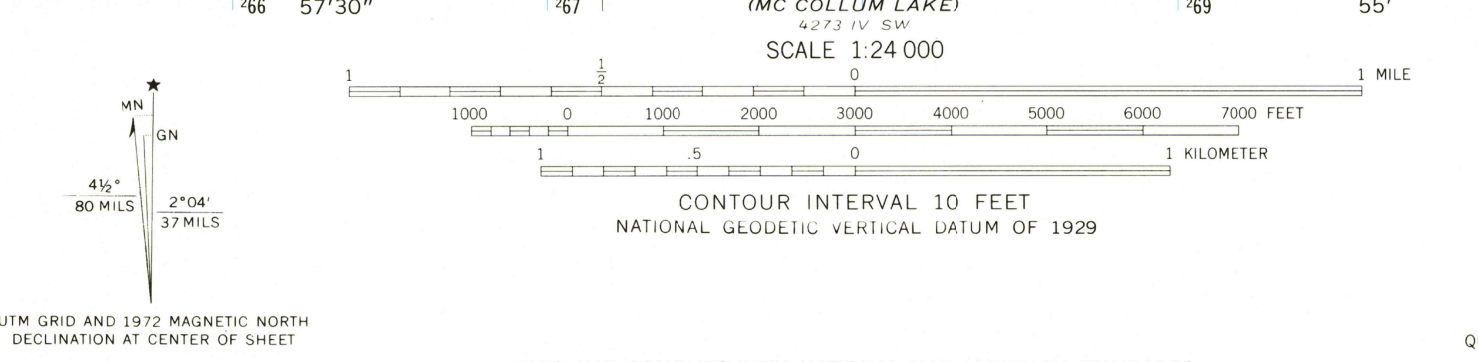 ²66 57'30" ²67 (MC COLLUM LAKE) ²69 55'
4273 IV SW
SCALE 1:24 000
1 ½ 0 1 MILE
1000 0 1000 2000 3000 4000 5000 6000 7000 FEET
1 .5 0 1 KILOMETER
CONTOUR INTERVAL 10 FEET
NATIONAL GEODETIC VERTICAL DATUM OF 1929
★
MN
GN
4½°
80 MILS
2°04'
37 MILS
UTM GRID AND 1972 MAGNETIC NORTH
DECLINATION AT CENTER OF SHEET
Q